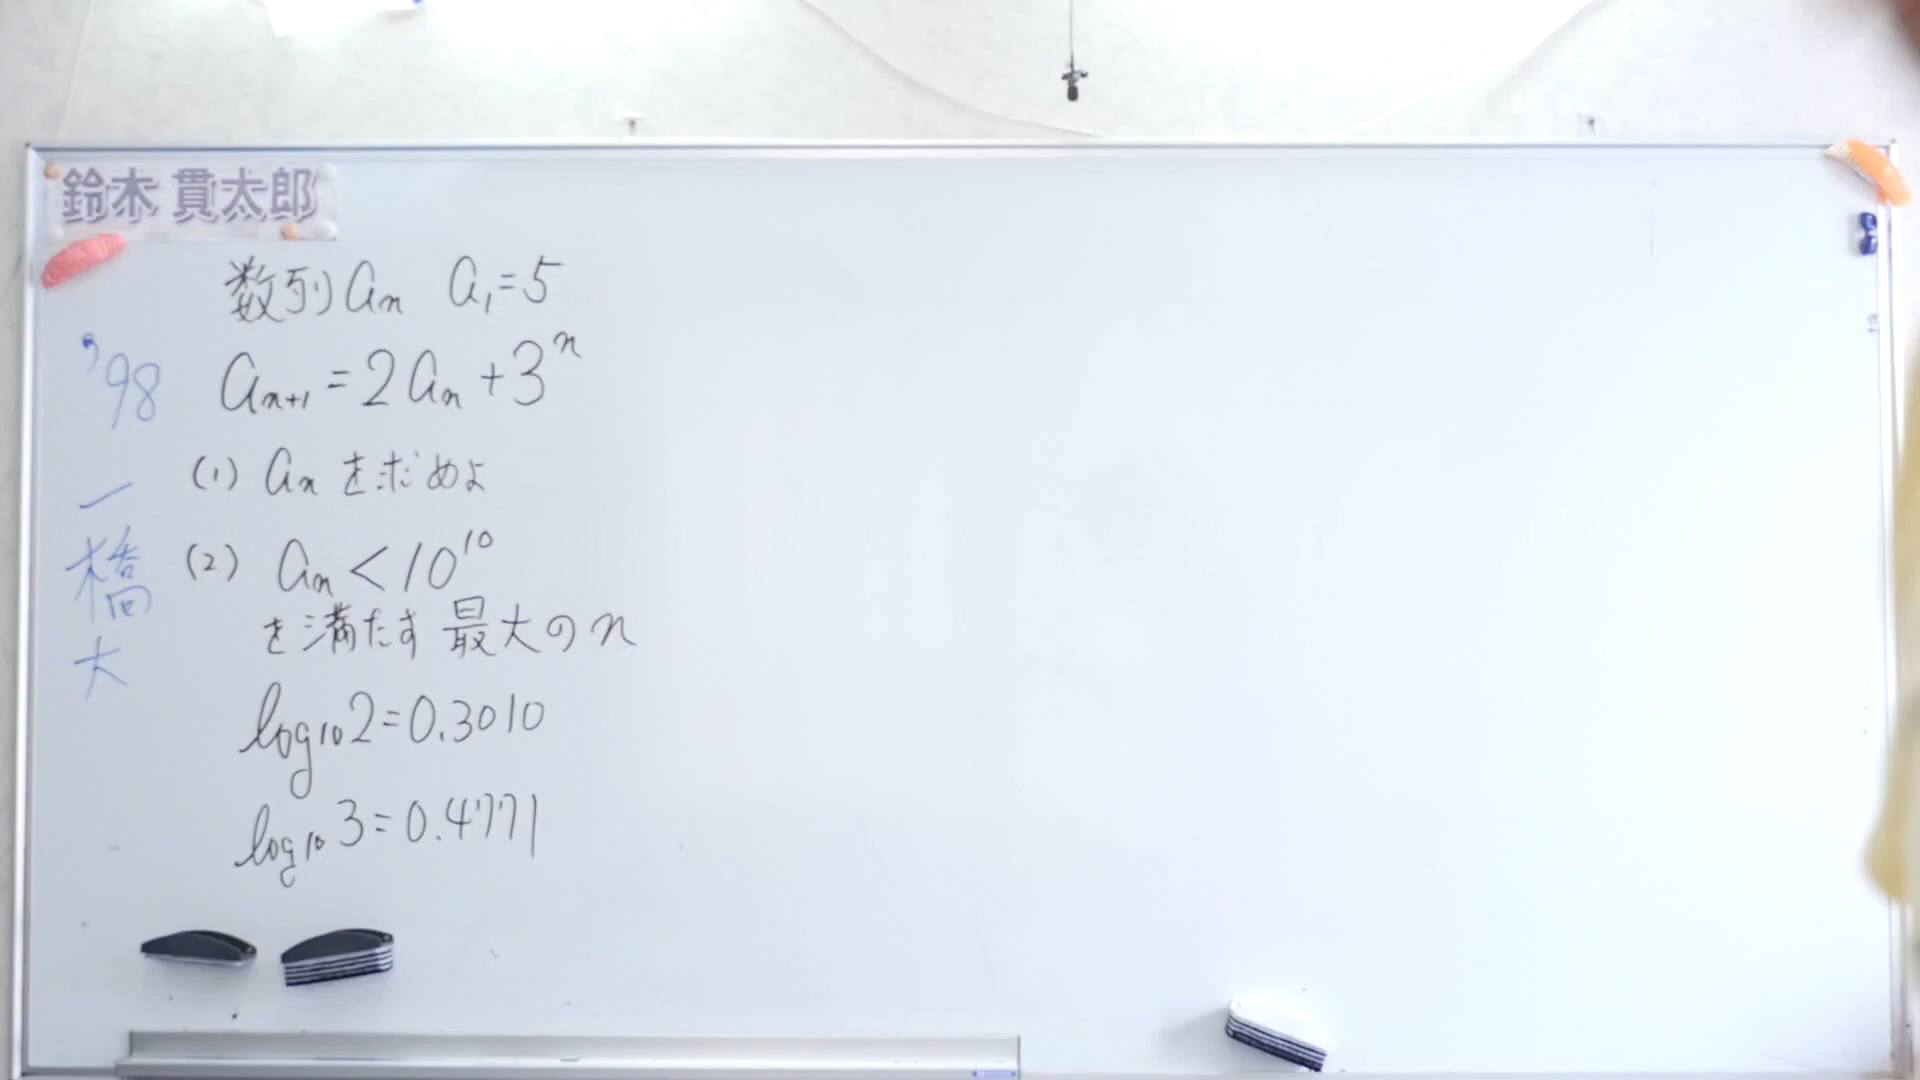 鈴木 貫太郎
数列 aₙ a₁=5
aₙ₊₁=2aₙ+3ⁿ
(1) aₙを求めよ
(2) aₙ<10¹⁰
を満たす最大のn
log₁₀2=0.3010
log₁₀3=0.4771
'98
一橋大